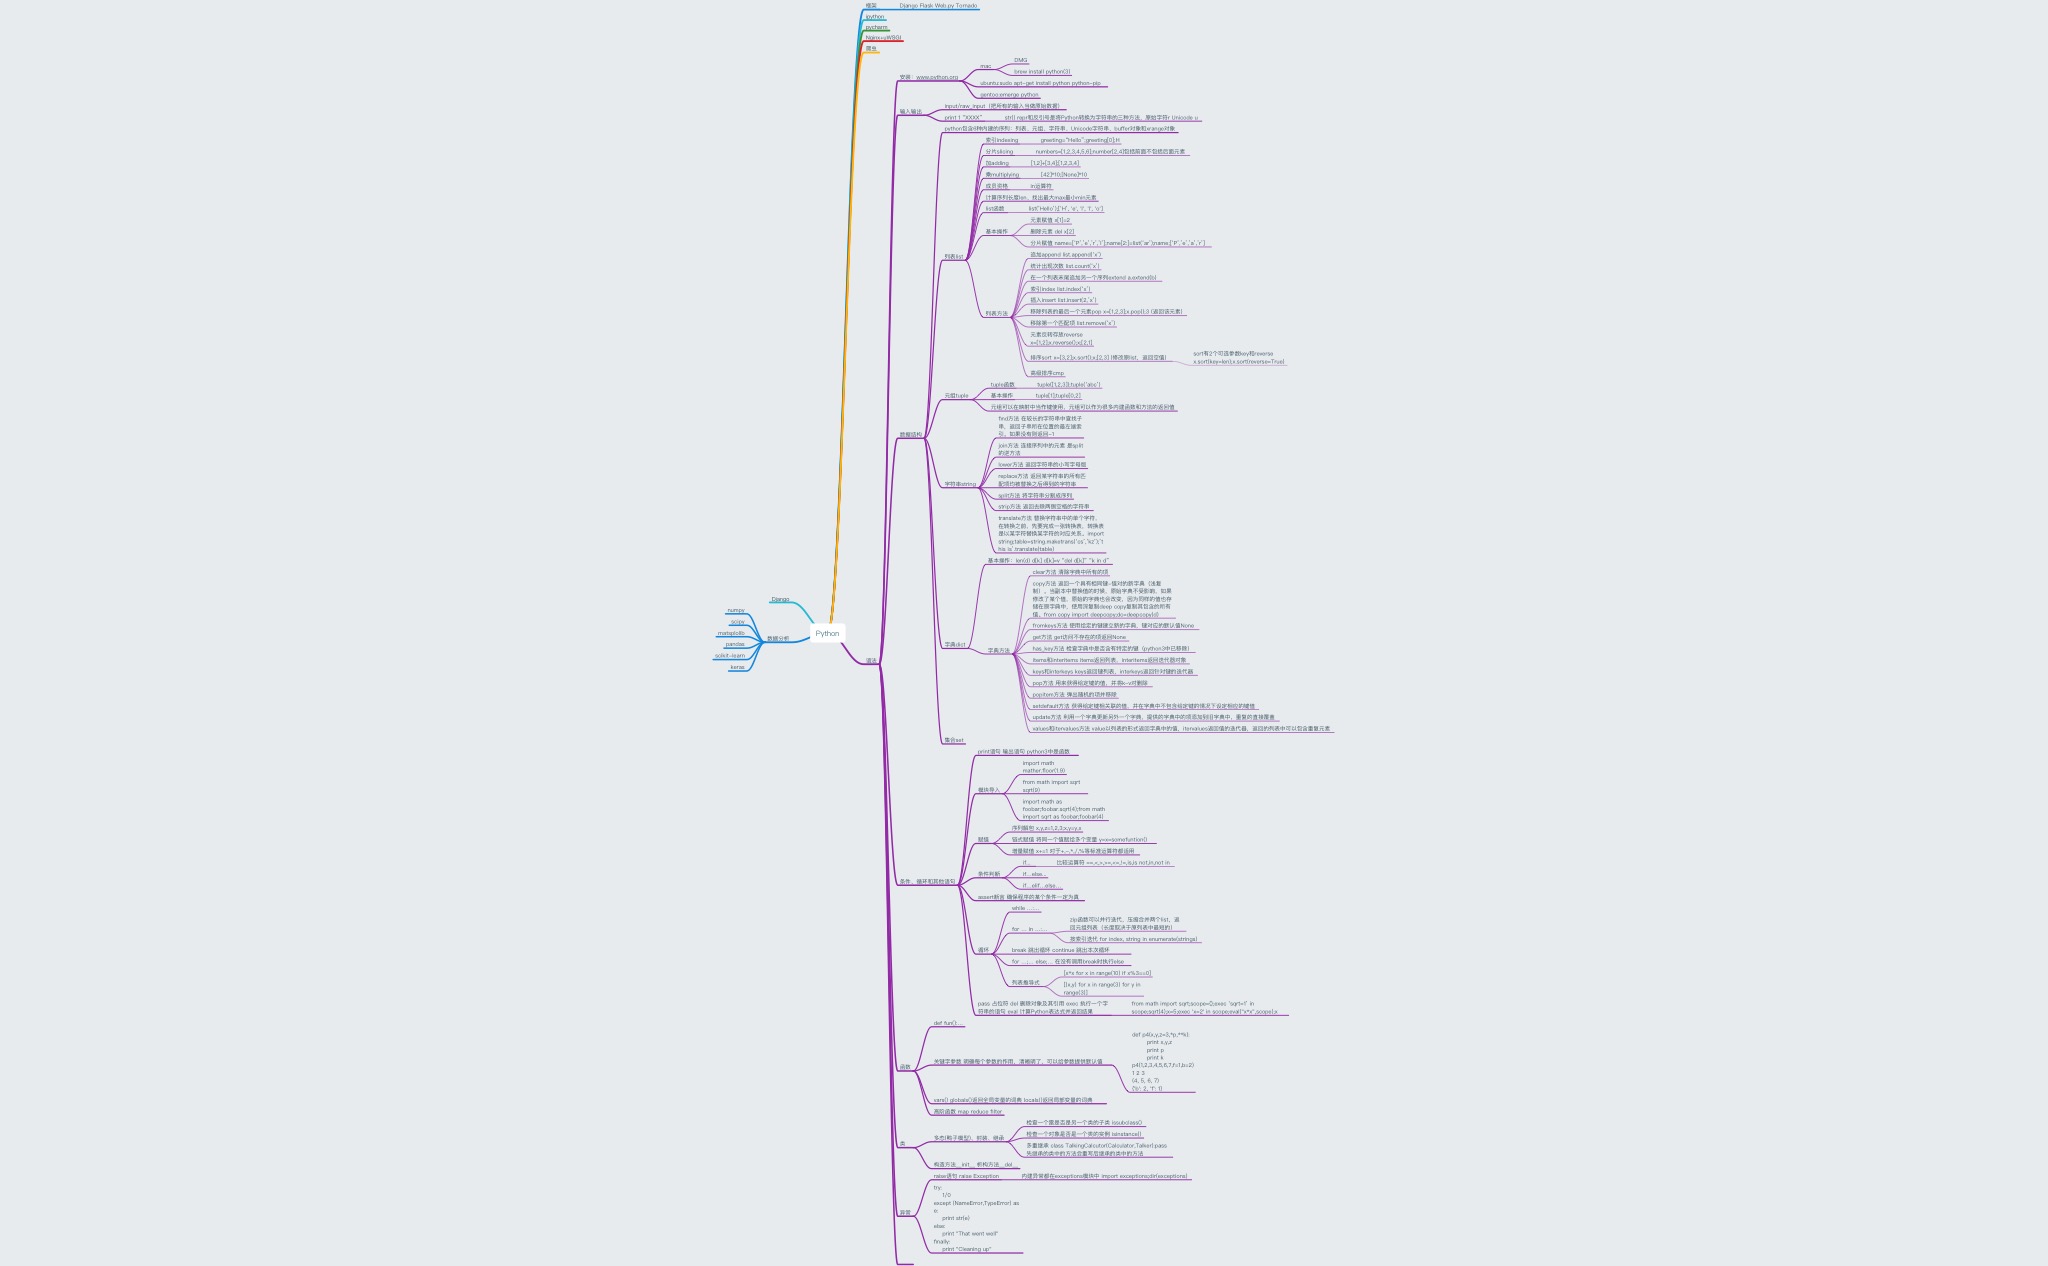 框架 Django Flask Web.py Tornado
ipython
pycharm
Nginx+uWSGI
爬虫
安装：www.python.org
mac
DMG
brew install python(3)
ubuntu:sudo apt-get install python python-pip
gentoo:emerge python
输入输出
input/raw_input（把所有的输入当做原始数据）
print t "XXXX" str() repr和反引号是将Python转换为字符串的三种方法，原始字符r Unicode u
python包含6种内建的序列：列表、元组、字符串、Unicode字符串、buffer对象和xrange对象
索引indexing greeting="Hello";greeting[0];H
分片slicing numbers=[1,2,3,4,5,6];number[2,4]包括前面不包括后面元素
加adding [1,2]+[3,4];[1,2,3,4]
乘multiplying [42]*10;[None]*10
成员资格 in运算符
计算序列长度len，找出最大max最小min元素
list函数 list('Hello');['H', 'e', 'l', 'l', 'o']
基本操作
元素赋值 x[1]=2
删除元素 del x[2]
分片赋值 name=['P','e','r','l'];name[2:]=list('ar');name;['P','e','a','r']
列表list
追加append list.append('x')
统计出现次数 list.count('x')
在一个列表末尾追加另一个序列extend a.extend(b)
索引index list.index('x')
插入insert list.insert(2,'x')
移除列表的最后一个元素pop x=[1,2,3];x.pop();3 (返回该元素)
列表方法
移除第一个匹配项 list.remove('x')
元素反转存放reverse
x=[1,2];x.reverse();x;[2,1]
排序sort x=[3,2];x.sort();x;[2,3] (修改原list，返回空值)
sort有2个可选参数key和reverse
x.sort(key=len);x.sort(reverse=True)
高级排序cmp
元组tuple
tuple函数 tuple([1,2,3]);tuple('abc')
基本操作 tuple[1];tuple[0,2]
元组可以在映射中当作键使用，元组可以作为很多内建函数和方法的返回值
数据结构
字符串string
find方法 在较长的字符串中查找子
串，返回子串所在位置的最左端索
引，如果没有则返回-1
join方法 连接序列中的元素 是split
的逆方法
lower方法 返回字符串的小写字母版
replace方法 返回某字符串的所有匹
配项均被替换之后得到的字符串
split方法 将字符串分割成序列
strip方法 返回去除两侧空格的字符串
translate方法 替换字符串中的单个字符，
在转换之前，先要完成一张转换表，转换表
是以某字符替换某字符的对应关系。import
string;table=string.maketrans('cs','kz');'t
his is'.translate(table)
基本操作：len(d) d[k] d[k]=v "del d[k]" "k in d"
字典dict
字典方法
clear方法 清除字典中所有的项
copy方法 返回一个具有相同键-值对的新字典（浅复
制）。当副本中替换值的时候，原始字典不受影响，如果
修改了某个值，原始的字典也会改变，因为同样的值也存
储在原字典中，使用深复制deep copy复制其包含的所有
值，from copy import deepcopy;dc=deepcopy(d)
fromkeys方法 使用给定的键建立新的字典，键对应的默认值None
get方法 get访问不存在的项返回None
has_key方法 检查字典中是否含有特定的键（python3中已移除）
items和interitems items返回列表，interitems返回迭代器对象
keys和interkeys keys返回键列表，interkeys返回针对键的迭代器
pop方法 用来获得给定键的值，并将k-v对删除
popitem方法 弹出随机的项并移除
setdefault方法 获得给定键相关联的值，并在字典中不包含给定键的情况下设定相应的键值
update方法 利用一个字典更新另外一个字典，提供的字典中的项添加到旧字典中，重复的直接覆盖
values和itervalues方法 value以列表的形式返回字典中的值，itervalues返回值的迭代器，返回的列表中可以包含重复元素
集合set
Django
numpy
scipy
matsplolib
pandas
scikit-learn
keras
数据分析
Python
语法
print语句 输出语句 python3中是函数
模块导入
import math
mather.floor(1.9)
from math import sqrt
sqrt(9)
import math as
foobar;foobar.sqrt(4);from math
import sqrt as foobar;foobar(4)
赋值
序列解包 x,y,z=1,2,3;x,y=y,x
链式赋值 将同一个值赋给多个变量 y=x=somefuntion()
增量赋值 x+=1 对于+,-,*,/,%等标准运算符都适用
条件判断
if... 比较运算符 ==,<,>,>=,<=,!=,is,is not,in,not in
if...else...
if...elif...else...
条件、循环和其他语句
assert断言 确保程序的某个条件一定为真
循环
while ...:...
for ... in ...:...
zip函数可以并行迭代，压缩合并两个list，返
回元组列表（长度取决于原列表中最短的）
按索引迭代 for index, string in enumerate(strings)
break 跳出循环 continue 跳出本次循环
for ...:... else:... 在没有调用break时执行else
列表推导式
[x*x for x in range(10) if x%3==0]
[(x,y) for x in range(3) for y in
range(3)]
pass 占位符 del 删除对象及其引用 exec 执行一个字
符串的语句 eval 计算Python表达式并返回结果
from math import sqrt;scope={};exec 'sqrt=1' in
scope;sqrt(4);x=5;exec 'x=2' in scope;eval("x*x",scope);x
函数
def fun():...
关键字参数 明确每个参数的作用，清晰明了，可以给参数提供默认值
def p4(x,y,z=3,*p,**k):
print x,y,z
print p
print k
p4(1,2,3,4,5,6,7,f=1,b=2)
1 2 3
(4, 5, 6, 7)
{'b': 2, 'f': 1}
vars() globals()返回全局变量的词典 locals()返回局部变量的词典
高阶函数 map reduce filter
类
多态(鸭子模型)、封装、继承
检查一个类是否是另一个类的子类 issubclass()
检查一个对象是否是一个类的实例 isinstance()
多重继承 class TalkingCalcutor(Calculator,Talker):pass
先继承的类中的方法会重写后继承的类中的方法
构造方法__init__ 析构方法__del__
异常
raise语句 raise Exception 内建异常都在exceptions模块中 import exceptions;dir(exceptions)
try:
1/0
except (NameError,TypeError) as
e:
print str(e)
else:
print "That went well"
finally:
print "Cleaning up"